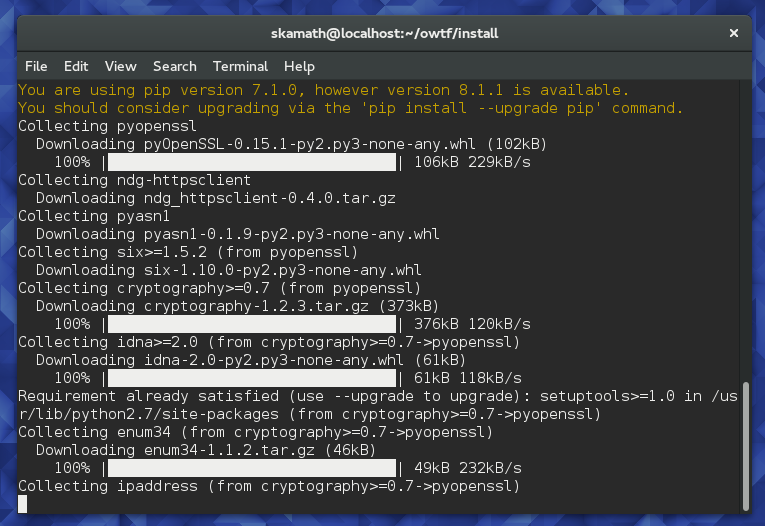 skamath@localhost:~/owtf/install ×
File Edit View Search Terminal Help
You are using pip version 7.1.0, however version 8.1.1 is available.
You should consider upgrading via the 'pip install --upgrade pip' command.
Collecting pyopenssl
  Downloading pyOpenSSL-0.15.1-py2.py3-none-any.whl (102kB)
    100% |████████████████████████████████| 106kB 229kB/s
Collecting ndg-httpsclient
  Downloading ndg_httpsclient-0.4.0.tar.gz
Collecting pyasn1
  Downloading pyasn1-0.1.9-py2.py3-none-any.whl
Collecting six>=1.5.2 (from pyopenssl)
  Downloading six-1.10.0-py2.py3-none-any.whl
Collecting cryptography>=0.7 (from pyopenssl)
  Downloading cryptography-1.2.3.tar.gz (373kB)
    100% |████████████████████████████████| 376kB 120kB/s
Collecting idna>=2.0 (from cryptography>=0.7->pyopenssl)
  Downloading idna-2.0-py2.py3-none-any.whl (61kB)
    100% |████████████████████████████████| 61kB 118kB/s
Requirement already satisfied (use --upgrade to upgrade): setuptools>=1.0 in /us
r/lib/python2.7/site-packages (from cryptography>=0.7->pyopenssl)
Collecting enum34 (from cryptography>=0.7->pyopenssl)
  Downloading enum34-1.1.2.tar.gz (46kB)
    100% |████████████████████████████████| 49kB 232kB/s
Collecting ipaddress (from cryptography>=0.7->pyopenssl)